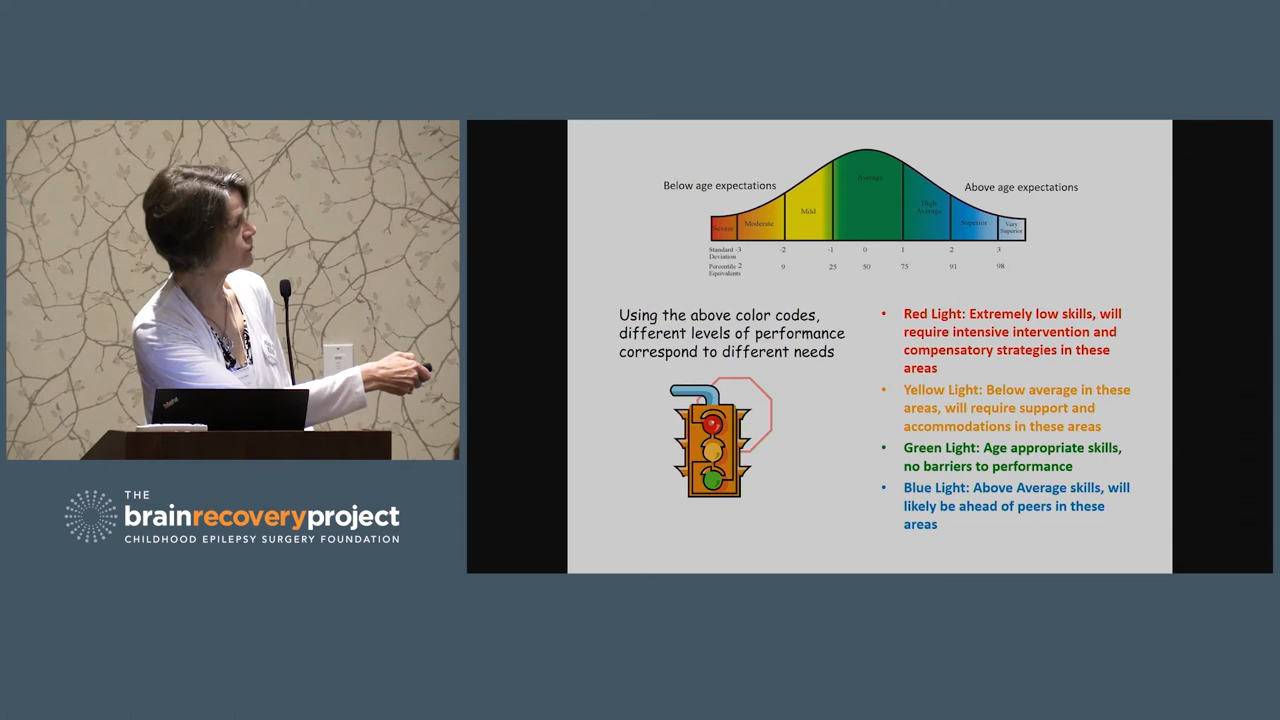 Below age expectations
Above age expectations
Severe
Moderate
Mild
Average
High
Average
Superior
Very
Superior
Standard -3 -2 -1 0 1 2 3
Deviation
Percentile 2 9 25 50 75 91 98
Equivalents
Using the above color codes,
different levels of performance
correspond to different needs
• Red Light: Extremely low skills, will
require intensive intervention and
compensatory strategies in these
areas
• Yellow Light: Below average in these
areas, will require support and
accommodations in these areas
• Green Light: Age appropriate skills,
no barriers to performance
• Blue Light: Above Average skills, will
likely be ahead of peers in these
areas
ThinkPad
THE
brainrecoveryproject
CHILDHOOD EPILEPSY SURGERY FOUNDATION